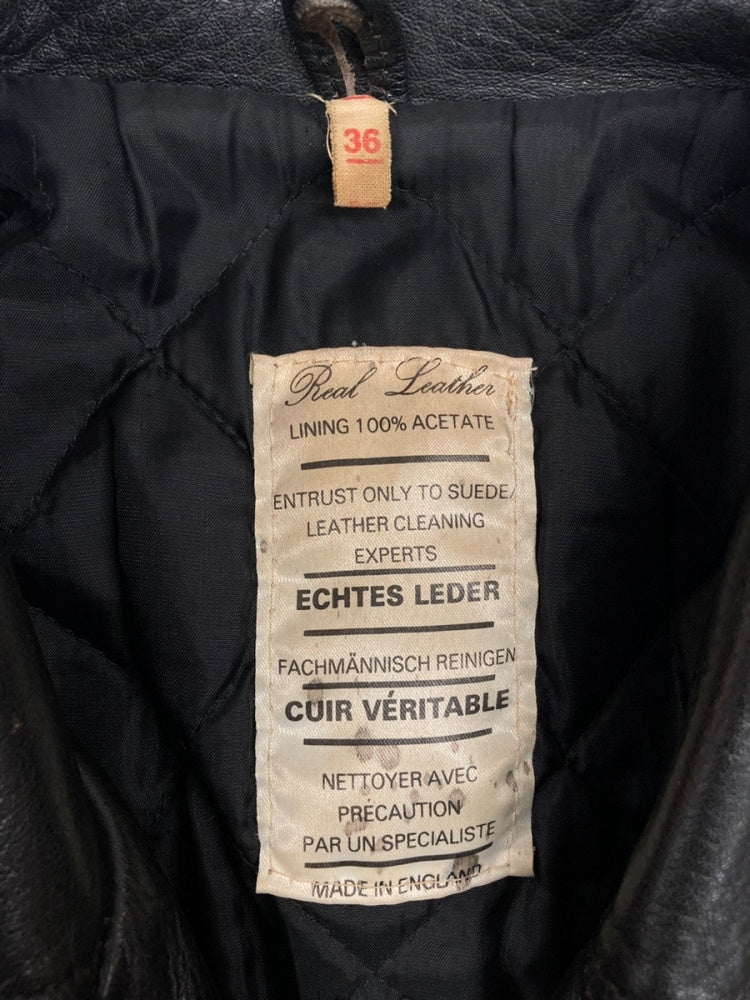 36
Real Leather
LINING 100% ACETATE
ENTRUST ONLY TO SUEDE/
LEATHER CLEANING
EXPERTS
ECHTES LEDER
FACHMÄNNISCH REINIGEN
CUIR VÉRITABLE
NETTOYER AVEC
PRÉCAUTION
PAR UN SPECIALISTE
MADE IN ENGLAND